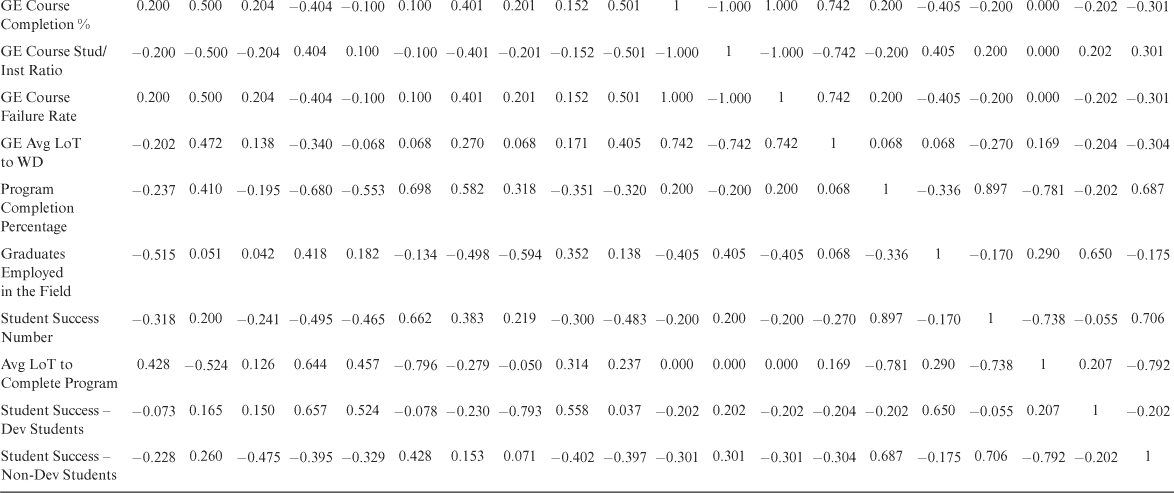 GE Course 0.200 0.500 0.204 −0.404 −0.100 0.100 0.401 0.201 0.152 0.501 1 −1.000 1.000 0.742 0.200 −0.405 −0.200 0.000 −0.202 −0.301
Completion %
GE Course Stud/ −0.200 −0.500 −0.204 0.404 0.100 −0.100 −0.401 −0.201 −0.152 −0.501 −1.000 1 −1.000 −0.742 −0.200 0.405 0.200 0.000 0.202 0.301
Inst Ratio
GE Course 0.200 0.500 0.204 −0.404 −0.100 0.100 0.401 0.201 0.152 0.501 1.000 −1.000 1 0.742 0.200 −0.405 −0.200 0.000 −0.202 −0.301
Failure Rate
GE Avg LoT −0.202 0.472 0.138 −0.340 −0.068 0.068 0.270 0.068 0.171 0.405 0.742 −0.742 0.742 1 0.068 0.068 −0.270 0.169 −0.204 −0.304
to WD
Program −0.237 0.410 −0.195 −0.680 −0.553 0.698 0.582 0.318 −0.351 −0.320 0.200 −0.200 0.200 0.068 1 −0.336 0.897 −0.781 −0.202 0.687
Completion
Percentage
Graduates −0.515 0.051 0.042 0.418 0.182 −0.134 −0.498 −0.594 0.352 0.138 −0.405 0.405 −0.405 0.068 −0.336 1 −0.170 0.290 0.650 −0.175
Employed
in the Field
Student Success −0.318 0.200 −0.241 −0.495 −0.465 0.662 0.383 0.219 −0.300 −0.483 −0.200 0.200 −0.200 −0.270 0.897 −0.170 1 −0.738 −0.055 0.706
Number
Avg LoT to 0.428 −0.524 0.126 0.644 0.457 −0.796 −0.279 −0.050 0.314 0.237 0.000 0.000 0.000 0.169 −0.781 0.290 −0.738 1 0.207 −0.792
Complete Program
Student Success – −0.073 0.165 0.150 0.657 0.524 −0.078 −0.230 −0.793 0.558 0.037 −0.202 0.202 −0.202 −0.204 −0.202 0.650 −0.055 0.207 1 −0.202
Dev Students
Student Success – −0.228 0.260 −0.475 −0.395 −0.329 0.428 0.153 0.071 −0.402 −0.397 −0.301 0.301 −0.301 −0.304 0.687 −0.175 0.706 −0.792 −0.202 1
Non-Dev Students